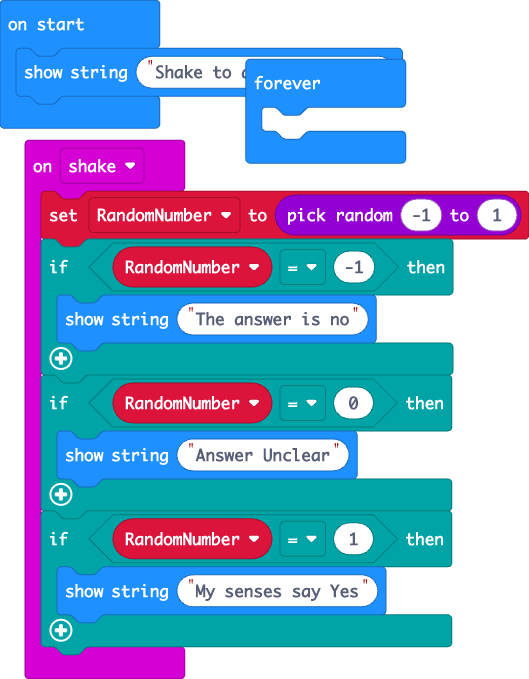 on start
show string "Shake to
forever
on shake
set RandomNumber to pick random -1 to 1
if RandomNumber = -1 then
show string "The answer is no"
if RandomNumber = 0 then
show string "Answer Unclear"
if RandomNumber = 1 then
show string "My senses say Yes"